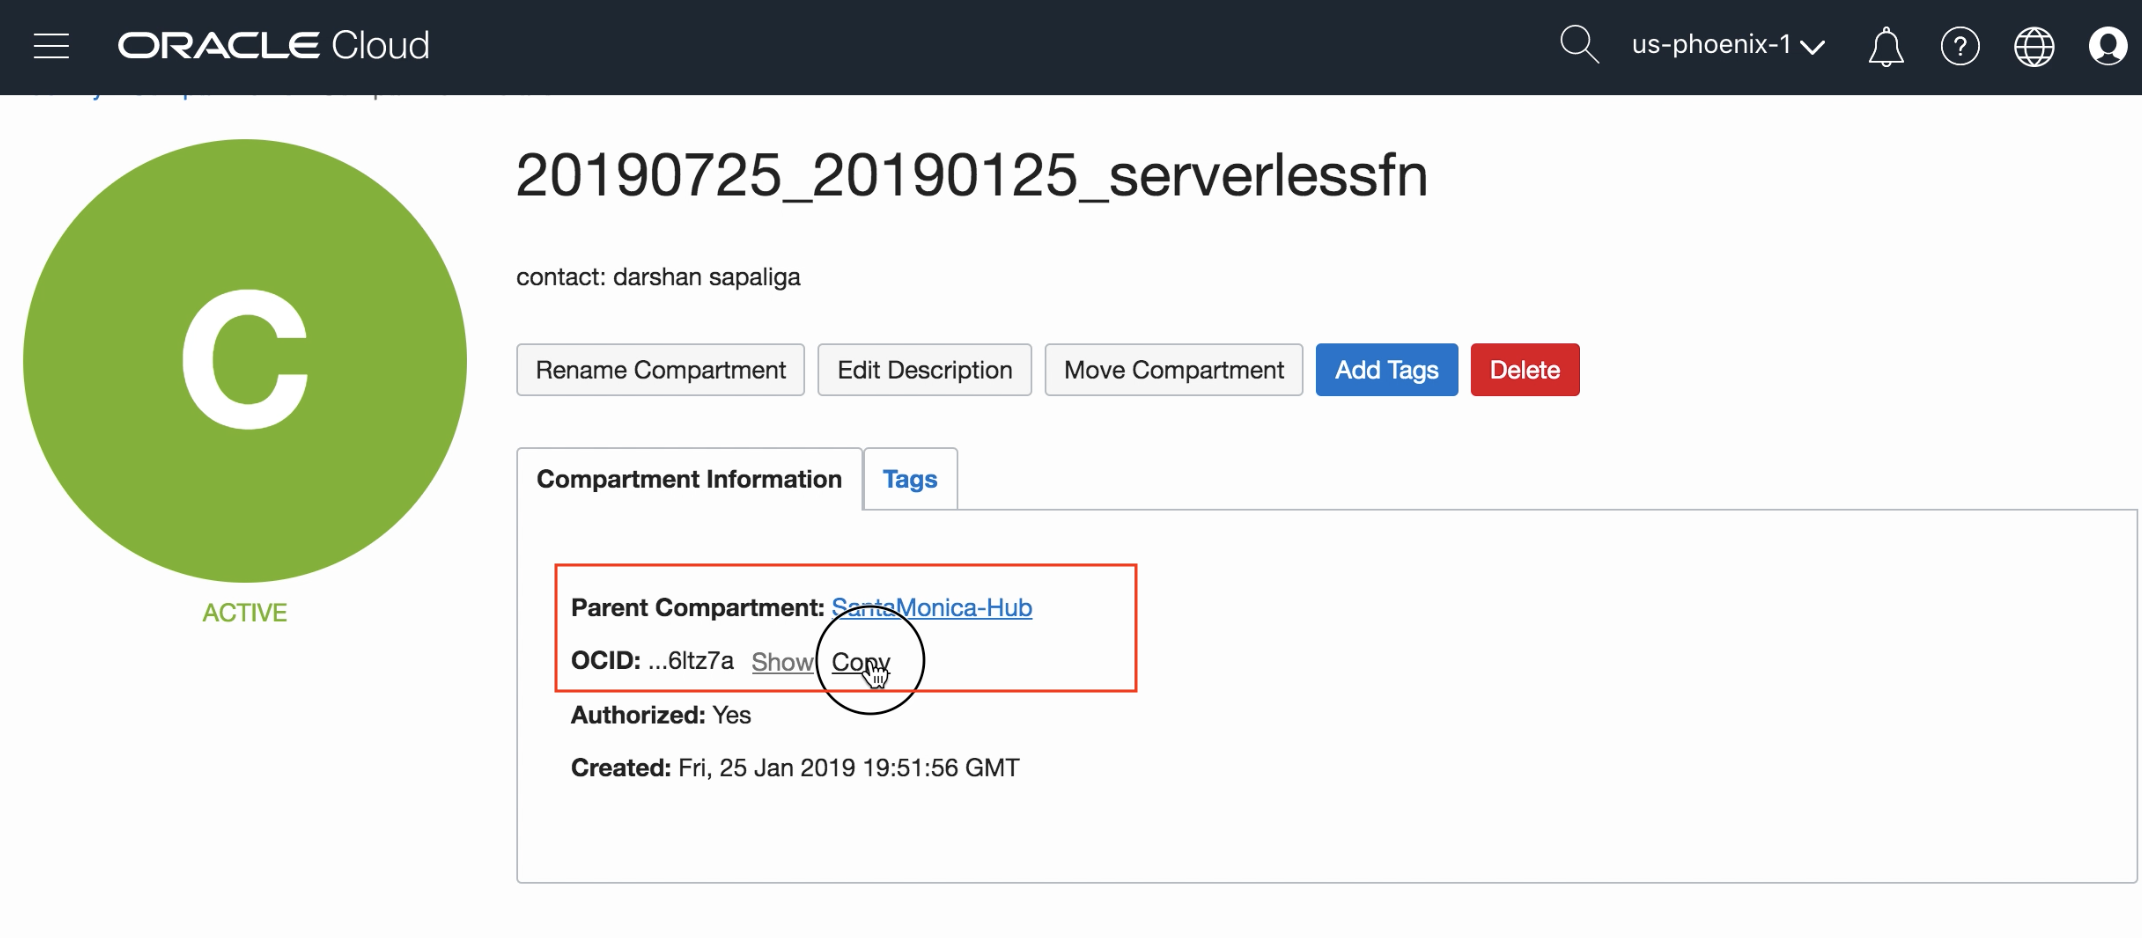 ORACLE Cloud
us-phoenix-1
20190725_20190125_serverlessfn
contact: darshan sapaliga
Rename Compartment Edit Description Move Compartment Add Tags Delete
C
ACTIVE
Compartment Information Tags
Parent Compartment: SantaMonica-Hub
OCID: ...6ltz7a Show Copy
Authorized: Yes
Created: Fri, 25 Jan 2019 19:51:56 GMT